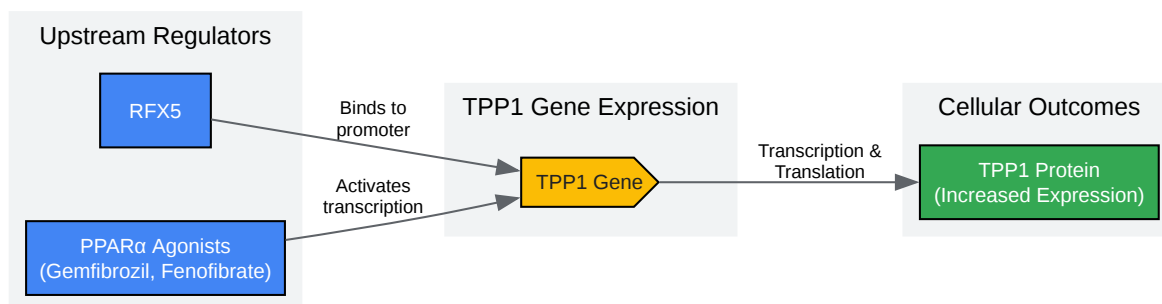 Upstream Regulators
RFX5
PPARα Agonists
(Gemfibrozil, Fenofibrate)
Binds to
promoter
Activates
transcription
TPP1 Gene Expression
TPP1 Gene
Transcription &
Translation
Cellular Outcomes
TPP1 Protein
(Increased Expression)